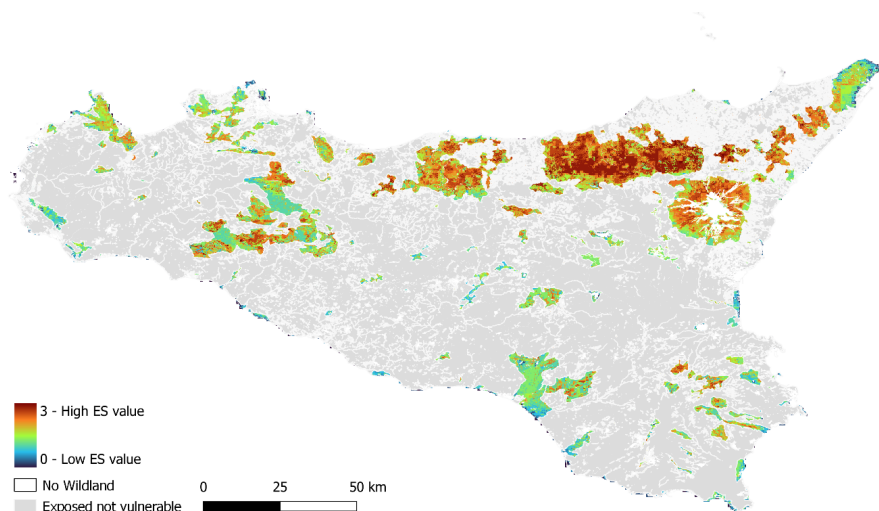 3 - High ES value
0 - Low ES value
No Wildland
Exposed not vulnerable
0 25 50 km